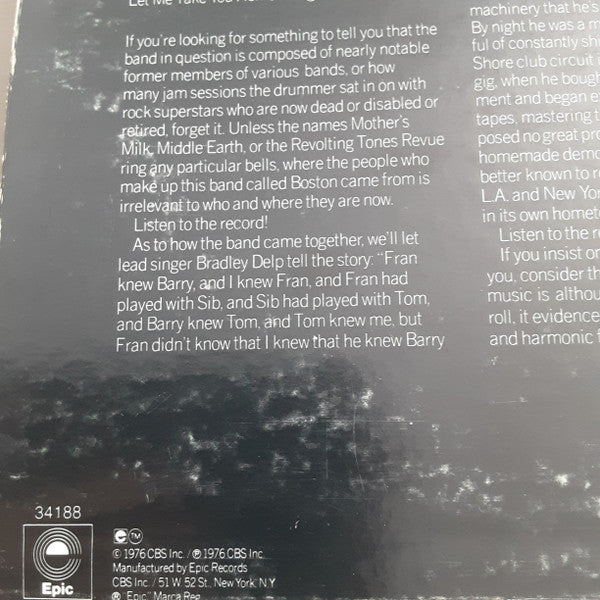 Let Me Take You
If you're looking for something to tell you that the
band in question is composed of nearly notable
former members of various bands, or how
many jam sessions the drummer sat in on with
rock superstars who are now dead or disabled or
retired, forget it. Unless the names Mother's
Milk, Middle Earth, or the Revolting Tones Revue
ring any particular bells, where the people who
make up this band called Boston came from is
irrelevant to who and where they are now.
Listen to the record!
As to how the band came together, we'll let
lead singer Bradley Delp tell the story: "Fran
knew Barry, and I knew Fran, and Fran had
played with Sib, and Sib had played with Tom,
and Barry knew Tom, and Tom knew me, but
Fran didn't know that I knew that he knew Barry
machinery that he's
By night he was a m
ful of constantly shi
Shore club circuit i
gig, when he bough
ment and began e
tapes, mastering t
posed no great pro
homemade demo
better known to r
L.A. and New Yor
in its own homet
Listen to the r
If you insist or
you, consider th
music is althou
roll, it evidence
and harmonic f
34188
Epic
e TM
© 1976 CBS Inc. / ℗ 1976 CBS Inc.
Manufactured by Epic Records
CBS Inc. / 51 W. 52 St., New York, N.Y.
® "Epic," Marca Reg.